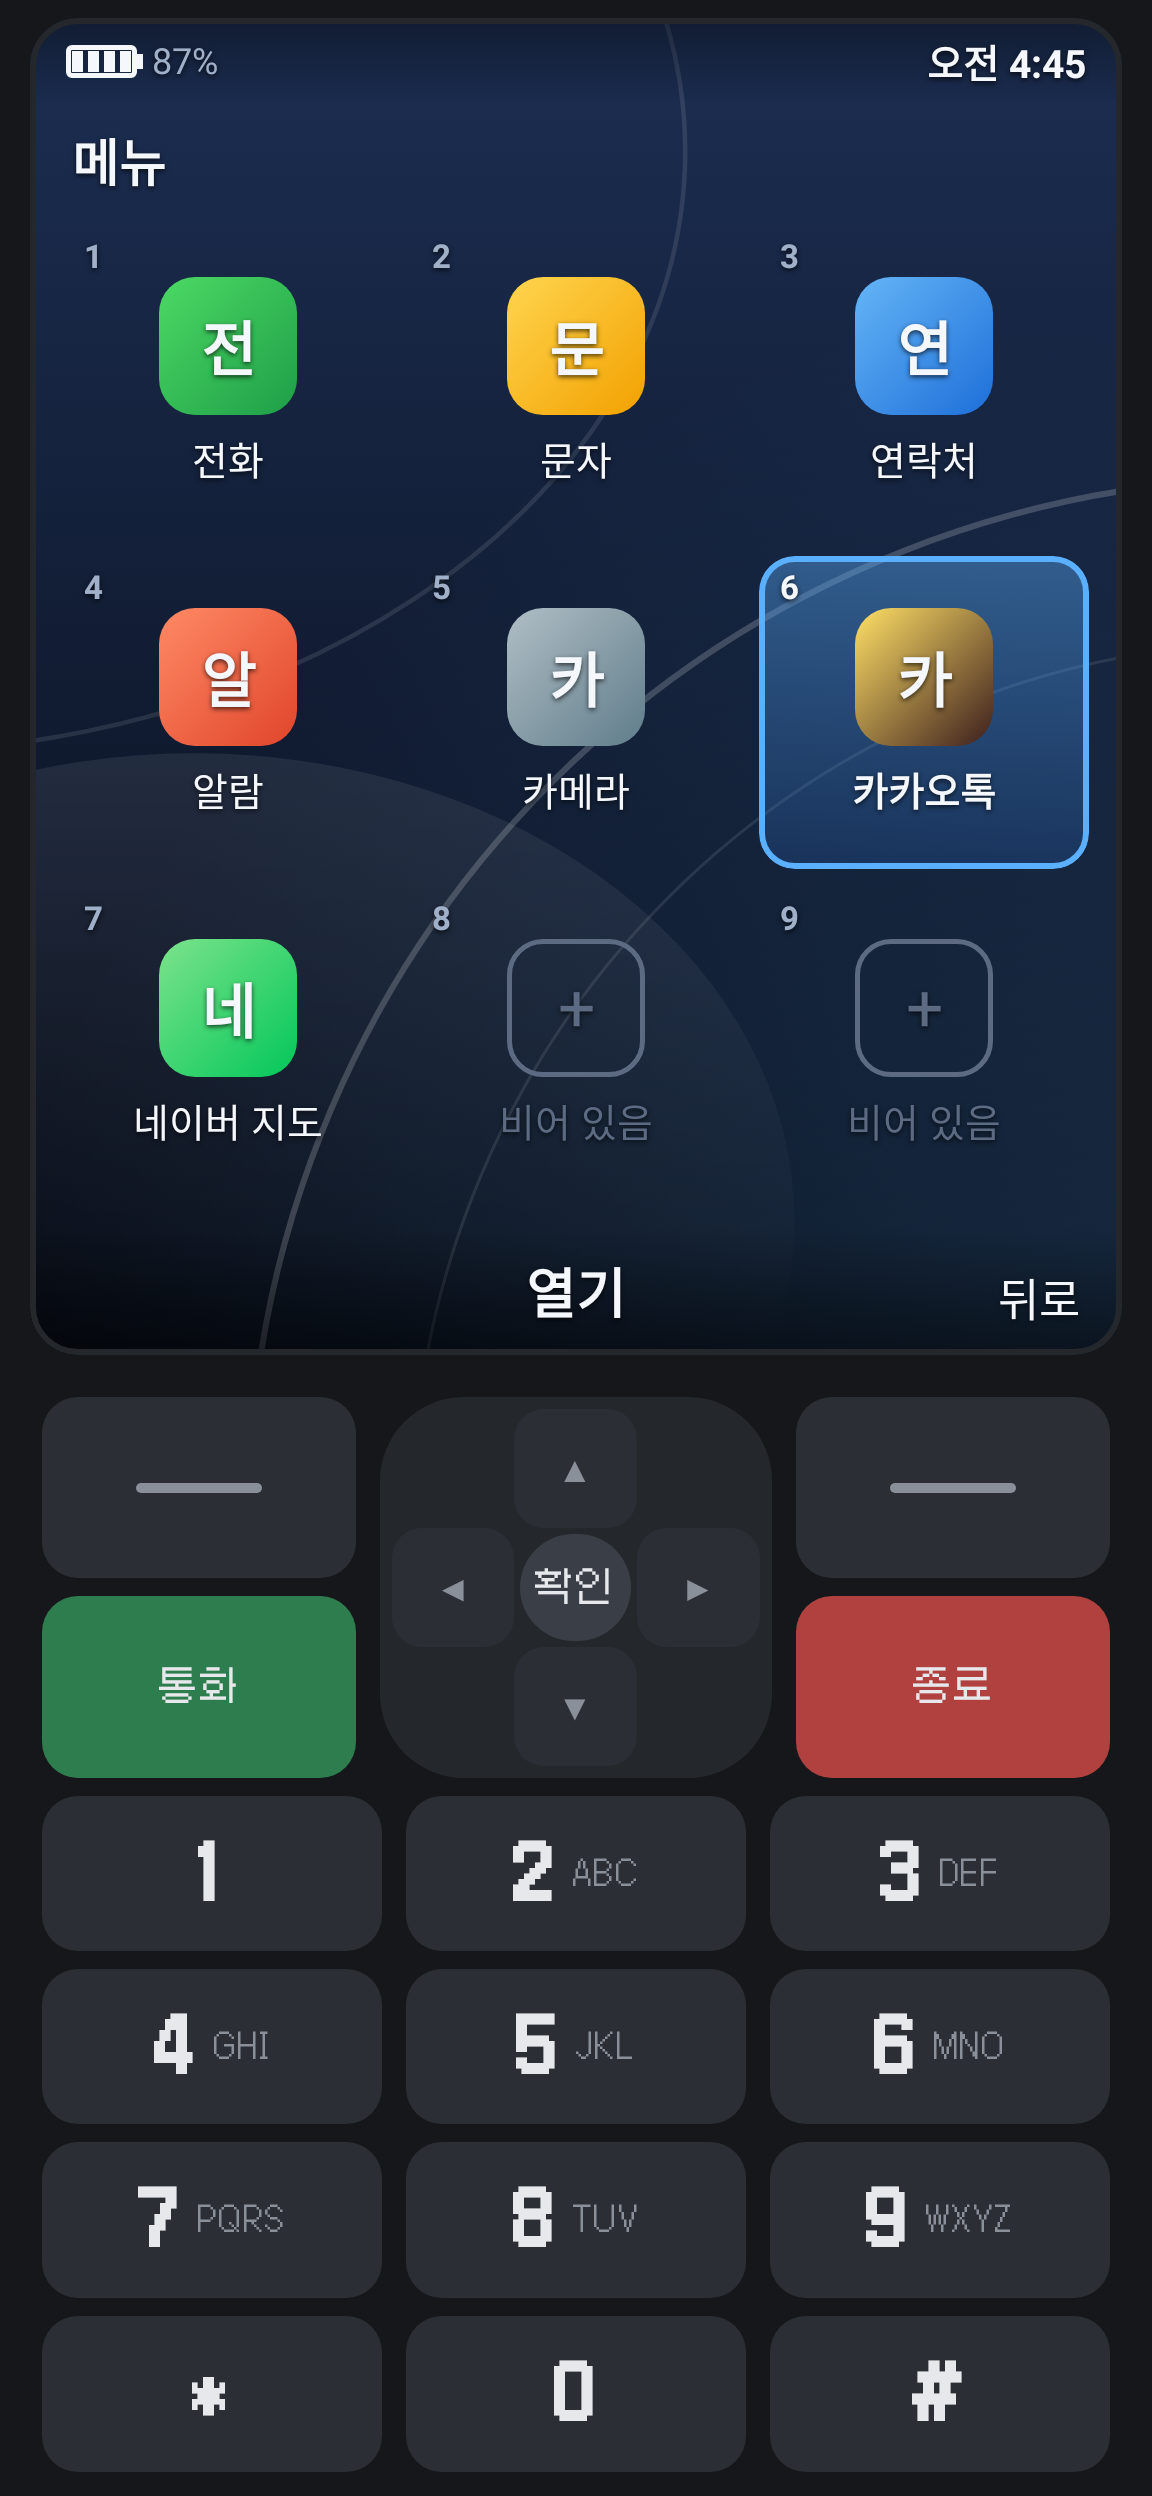 87% 오전 4:45
메뉴
1 2 3
전 문 연
전화 문자 연락처
4 5 6
알 카 카
알람 카메라 카카오톡
7 8 9
네 + +
네이버 지도 비어 있음 비어 있음
열기 뒤로
▲
◀ 확인 ▶
통화 ▼ 종료
1 2 ABC 3 DEF
4 GHI 5 JKL 6 MNO
7 PQRS 8 TUV 9 WXYZ
* 0 #